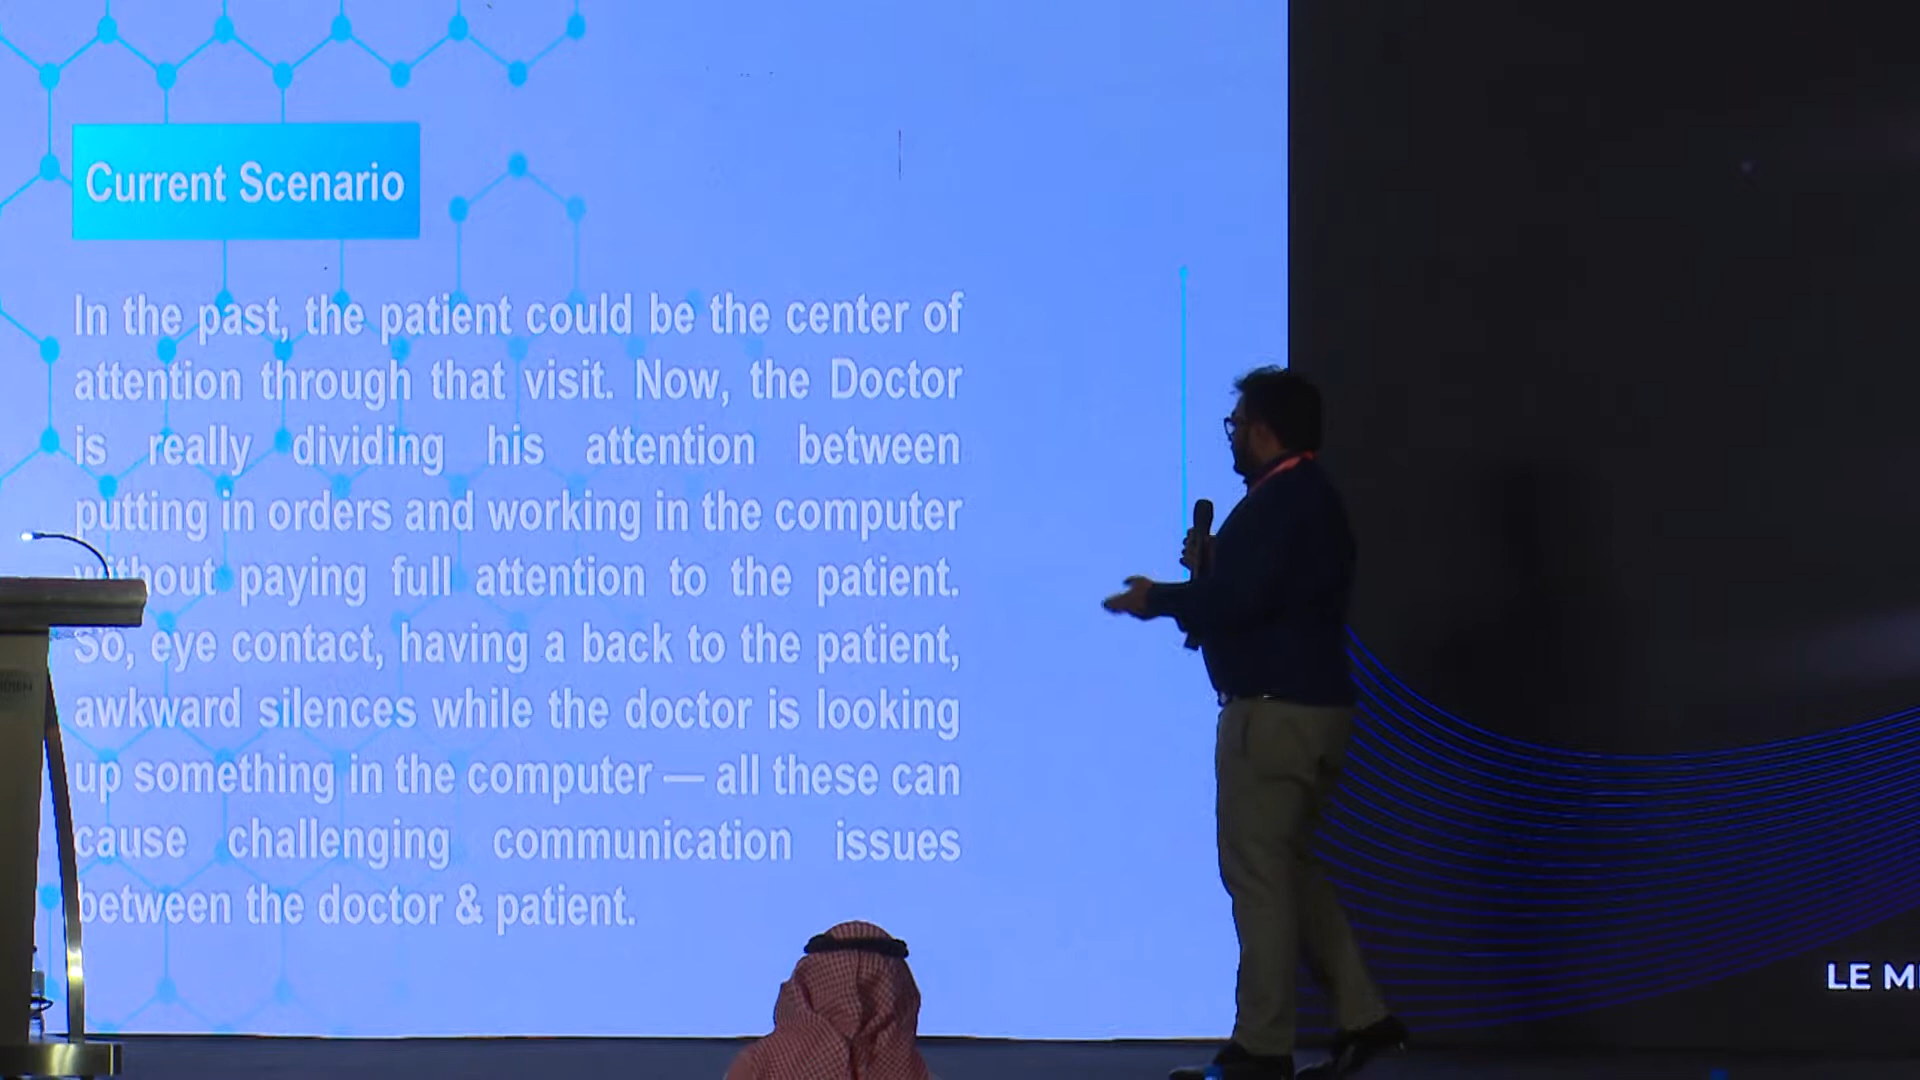 Current Scenario
In the past, the patient could be the center of
attention through that visit. Now, the Doctor
is really dividing his attention between
putting in orders and working in the computer
without paying full attention to the patient.
So, eye contact, having a back to the patient,
awkward silences while the doctor is looking
up something in the computer — all these can
cause challenging communication issues
between the doctor & patient.
LE M